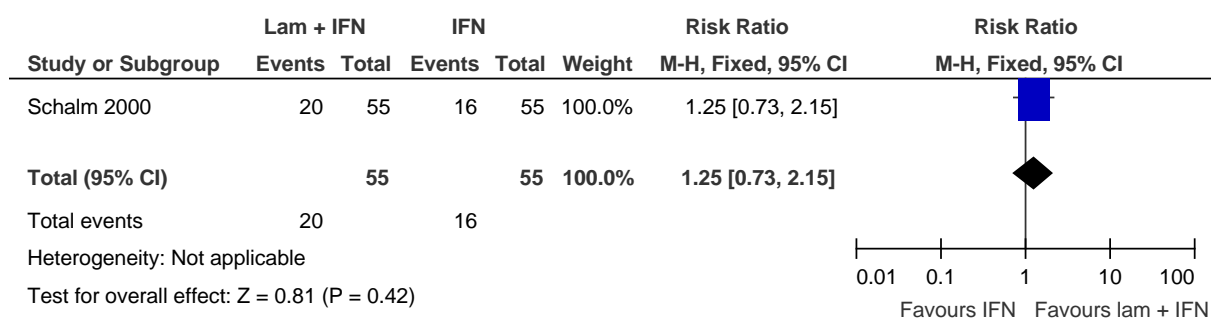 Lam + IFN IFN Risk Ratio Risk Ratio
Study or Subgroup Events Total Events Total Weight M-H, Fixed, 95% CI M-H, Fixed, 95% CI
Schalm 2000 20 55 16 55 100.0% 1.25 [0.73, 2.15]
Total (95% CI) 55 55 100.0% 1.25 [0.73, 2.15]
Total events 20 16
Heterogeneity: Not applicable
Test for overall effect: Z = 0.81 (P = 0.42)
0.01 0.1 1 10 100
Favours IFN Favours lam + IFN